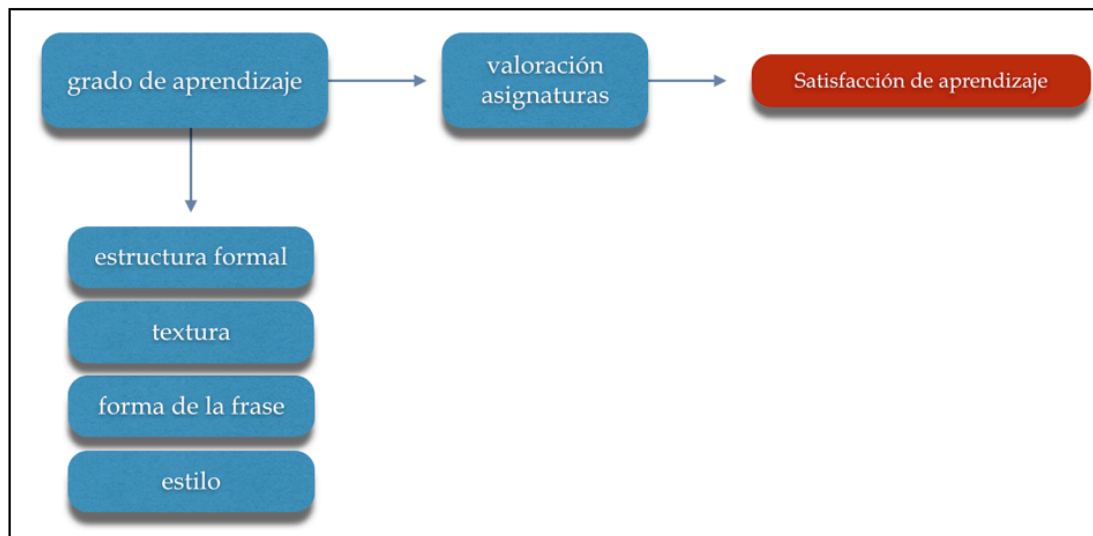 grado de aprendizaje
valoración
asignaturas
Satisfacción de aprendizaje
estructura formal
textura
forma de la frase
estilo